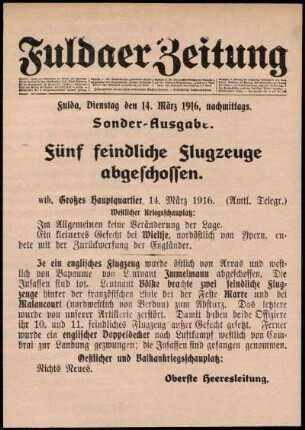 Fuldaer Zeitung
Fulda, Dienstag den 14. März 1916, nachmittags.
Sonder-Ausgabe.
Fünf feindliche Flugzeuge
abgeschossen.
wtb. Großes Hauptquartier, 14. März 1916. (Amtl. Telegr.)
Westlicher Kriegsschauplatz:
Im Allgemeinen keine Veränderung der Lage.
Ein kleineres Gefecht bei Wieltje, nordöstlich von Ypern, en-
dete mit der Zurückwerfung der Engländer.
Je ein englisches Flugzeug wurde östlich von Arras und west-
lich von Bapaume von Lutnant Immelmann abgeschossen. Die
Insassen sind tot. Leutnant Bölke brachte zwei feindliche Flug-
zeuge hinter der französischen Linie bei der Feste Marre und bei
Malancourt (nordwestlich von Verdun) zum Absturz. Das letztere
wurde von unserer Artillerie zerstört. Damit haben beide Offiziere
ihr 10. und 11. feindliches Flugzeug außer Gefecht gesetzt. Ferner
wurde ein englischer Doppeldecker nach Luftkampf westlich von Cam-
brai zur Landung gezwungen; die Insassen sind gefangen genommen.
Oestlicher und Balkankriegsschauplatz:
Nichts Neues.
Oberste Heeresleitung.